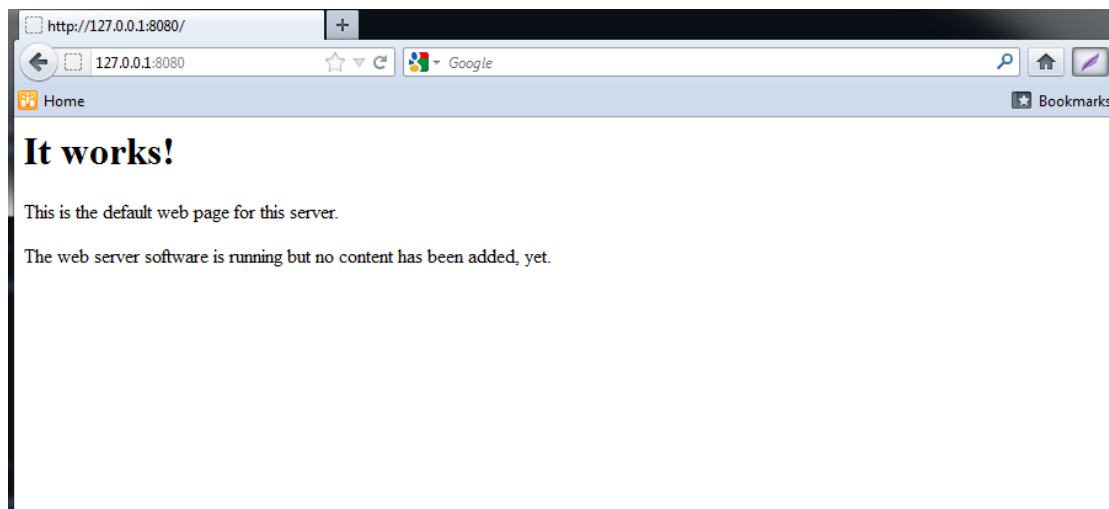 http://127.0.0.1:8080/
127.0.0.1:8080
Google
Home
Bookmarks
It works!
This is the default web page for this server.
The web server software is running but no content has been added, yet.